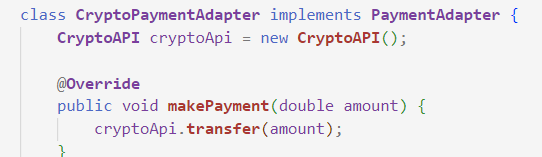 class CryptoPaymentAdapter implements PaymentAdapter {
    CryptoAPI cryptoApi = new CryptoAPI();

    @Override
    public void makePayment(double amount) {
        cryptoApi.transfer(amount);
    }